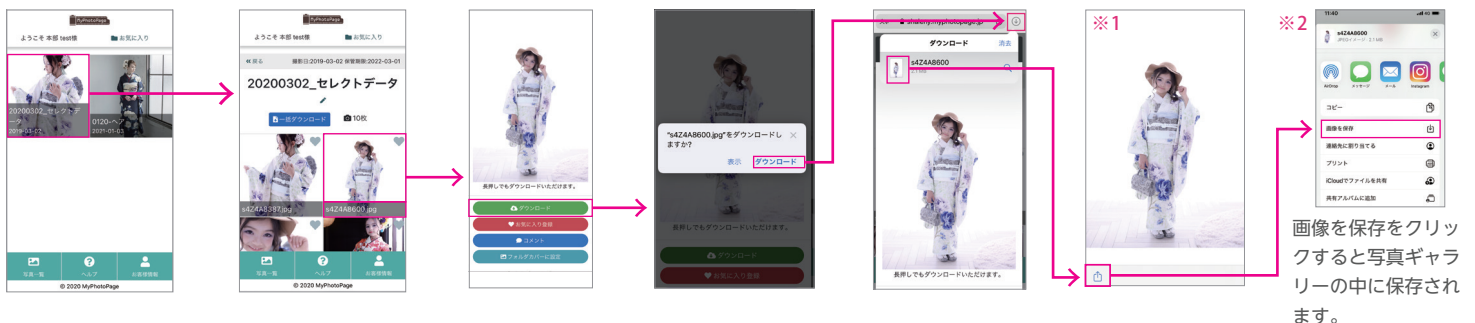 MyPhotoPage
ようこそ 本部 test様
お気に入り
20200302_セレクトデータ
2019-03-02
0120-ヘア
2021-01-03
写真一覧
ヘルプ
お客様情報
© 2020 MyPhotoPage
MyPhotoPage
ようこそ 本部 test様
お気に入り
≪戻る
撮影日:2019-03-02 保管期限:2022-03-01
20200302_セレクトデータ
一括ダウンロード
10枚
s4Z4A8387.jpg
s4Z4A8600.jpg
写真一覧
ヘルプ
お客様情報
© 2020 MyPhotoPage
長押しでもダウンロードいただけます。
ダウンロード
お気に入り登録
コメント
フォルダカバーに設定
"s4Z4A8600.jpg"をダウンロードし
ますか?
表示
ダウンロード
長押しでもダウンロードいただけます。
ダウンロード
お気に入り登録
shaleny.myphotopage.jp
ダウンロード
消去
s4Z4A8600
2.1 MB
長押しでもダウンロードいただけます。
※1
※2
11:40
4G
s4Z4A8600
JPEGイメージ · 2.1 MB
AirDrop
メッセージ
メール
Instagram
コピー
画像を保存
連絡先に割り当てる
プリント
iCloudでファイルを共有
共有アルバムに追加
画像を保存をクリッ
クすると写真ギャラ
リーの中に保存され
ます。